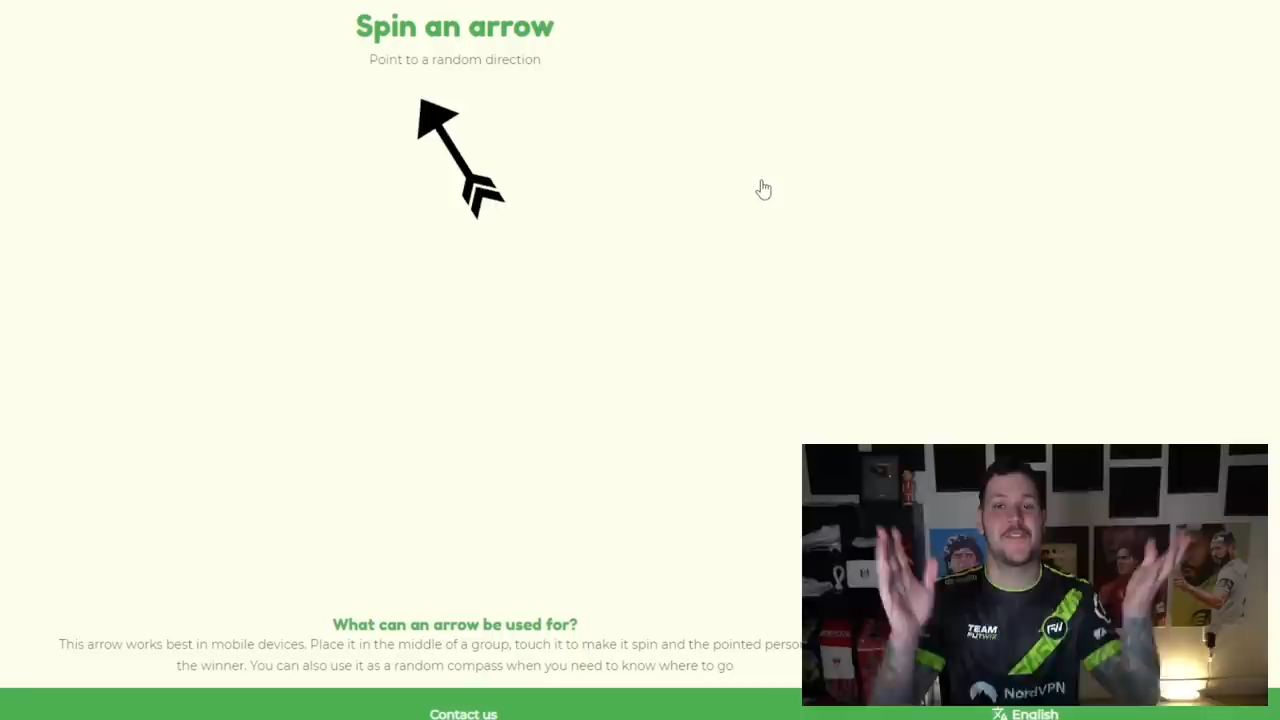 Spin an arrow
Point to a random direction
What can an arrow be used for?
This arrow works best in mobile devices. Place it in the middle of a group, touch it to make it spin and the pointed person
the winner. You can also use it as a random compass when you need to know where to go
Contact us
English
TEAM
FUTWIZ
FW
NordVPN